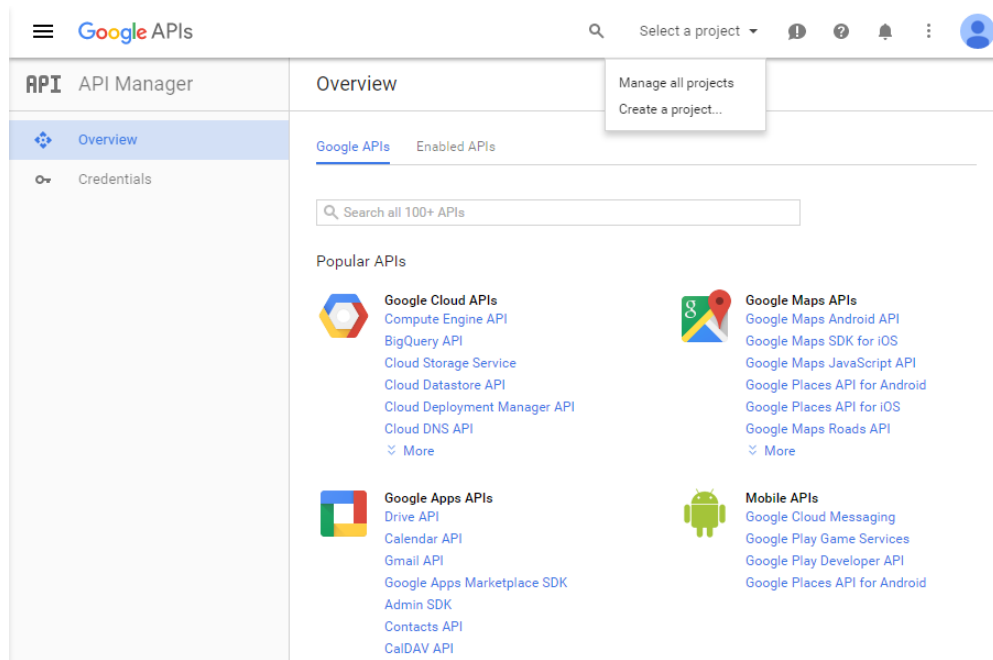 Google APIs
Select a project
API API Manager
Overview
Manage all projects
Create a project...
Overview
Credentials
Google APIs
Enabled APIs
Search all 100+ APIs
Popular APIs
Google Cloud APIs
Compute Engine API
BigQuery API
Cloud Storage Service
Cloud Datastore API
Cloud Deployment Manager API
Cloud DNS API
More
8
Google Maps APIs
Google Maps Android API
Google Maps SDK for iOS
Google Maps JavaScript API
Google Places API for Android
Google Places API for iOS
Google Maps Roads API
More
Google Apps APIs
Drive API
Calendar API
Gmail API
Google Apps Marketplace SDK
Admin SDK
Contacts API
CalDAV API
Mobile APIs
Google Cloud Messaging
Google Play Game Services
Google Play Developer API
Google Places API for Android